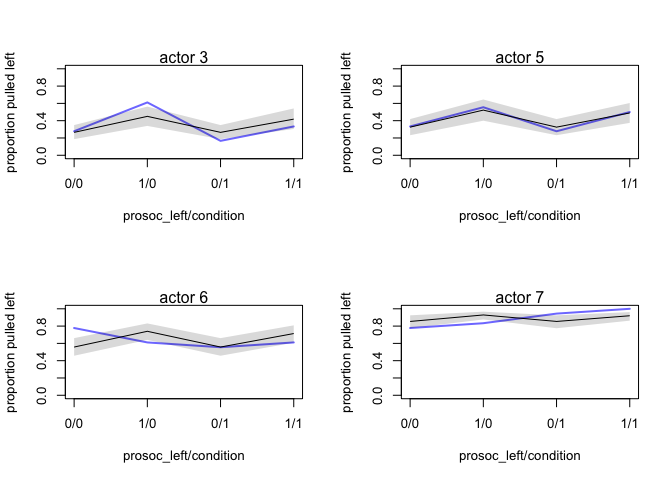 actor 3
proportion pulled left
0.0 0.4 0.8
0/0 1/0 0/1 1/1
prosoc_left/condition
actor 5
proportion pulled left
0.0 0.4 0.8
0/0 1/0 0/1 1/1
prosoc_left/condition
actor 6
proportion pulled left
0.0 0.4 0.8
0/0 1/0 0/1 1/1
prosoc_left/condition
actor 7
proportion pulled left
0.0 0.4 0.8
0/0 1/0 0/1 1/1
prosoc_left/condition